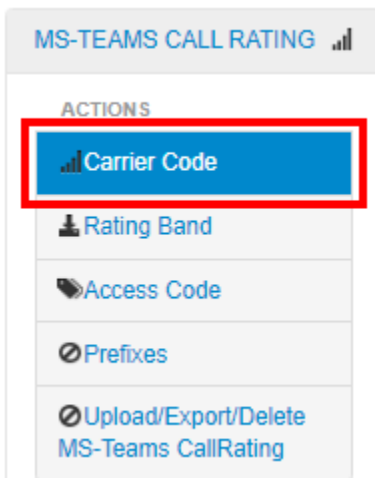 MS-TEAMS CALL RATING
ACTIONS
Carrier Code
Rating Band
Access Code
Prefixes
Upload/Export/Delete
MS-Teams CallRating